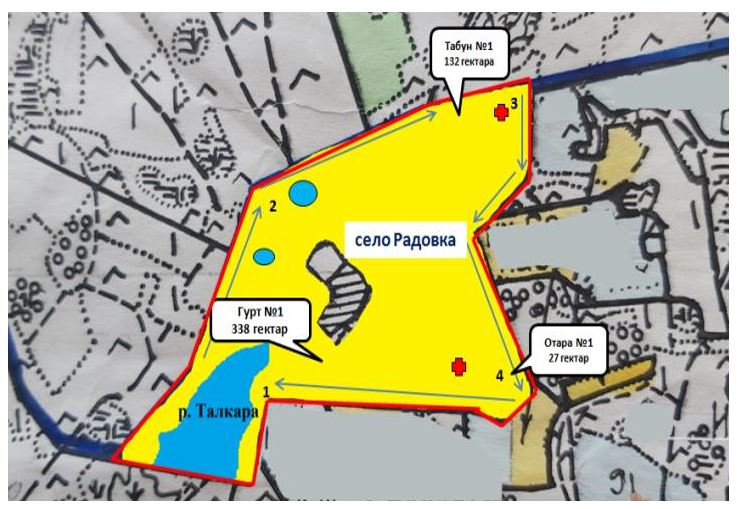 Табун №1
132 гектара
3
2
село Радовка
Гурт №1
338 гектар
Отара №1
27 гектар
4
1
р. Талкара